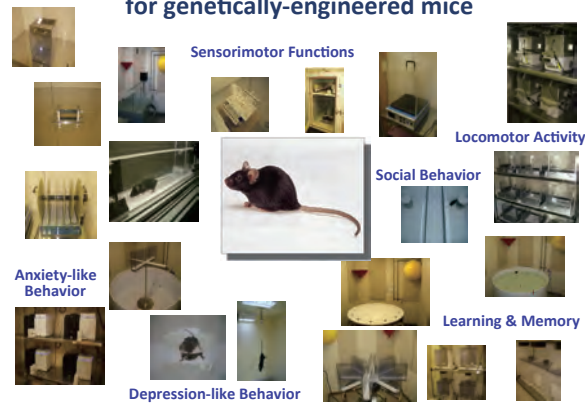 for genetically-engineered mice
Sensorimotor Functions
Locomotor Activity
Social Behavior
Anxiety-like
Behavior
Learning & Memory
Depression-like Behavior